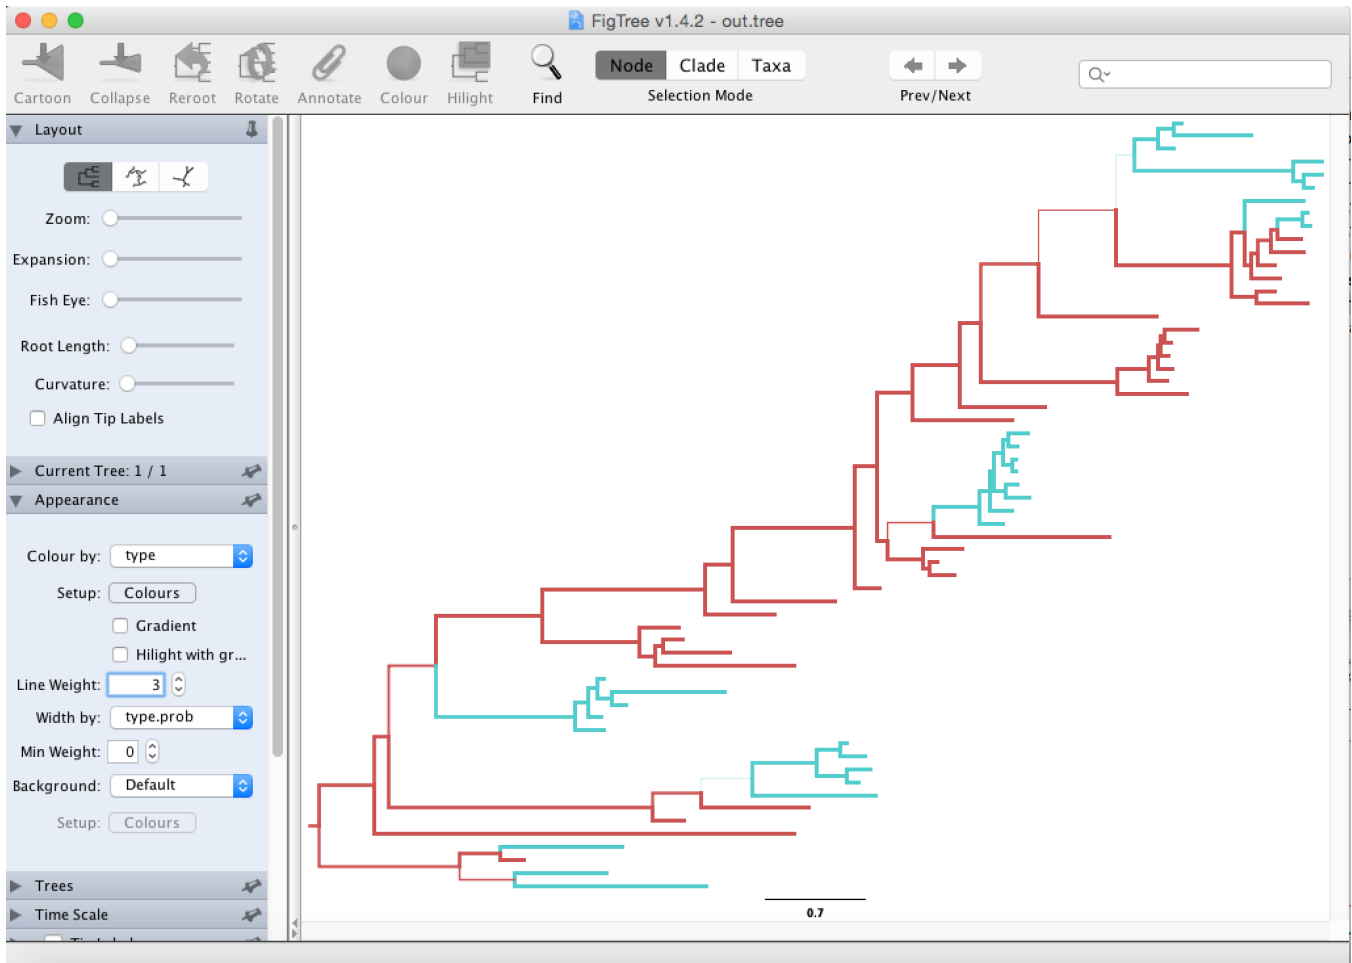 FigTree v1.4.2 - out.tree
Cartoon Collapse Reroot Rotate Annotate Colour Hilight Find
Node Clade Taxa
Selection Mode
Prev/Next
Layout
Zoom:
Expansion:
Fish Eye:
Root Length:
Curvature:
Align Tip Labels
Current Tree: 1 / 1
Appearance
Colour by: type
Setup: Colours
Gradient
Hilight with gr...
Line Weight: 3
Width by: type.prob
Min Weight: 0
Background: Default
Setup: Colours
Trees
Time Scale
0.7